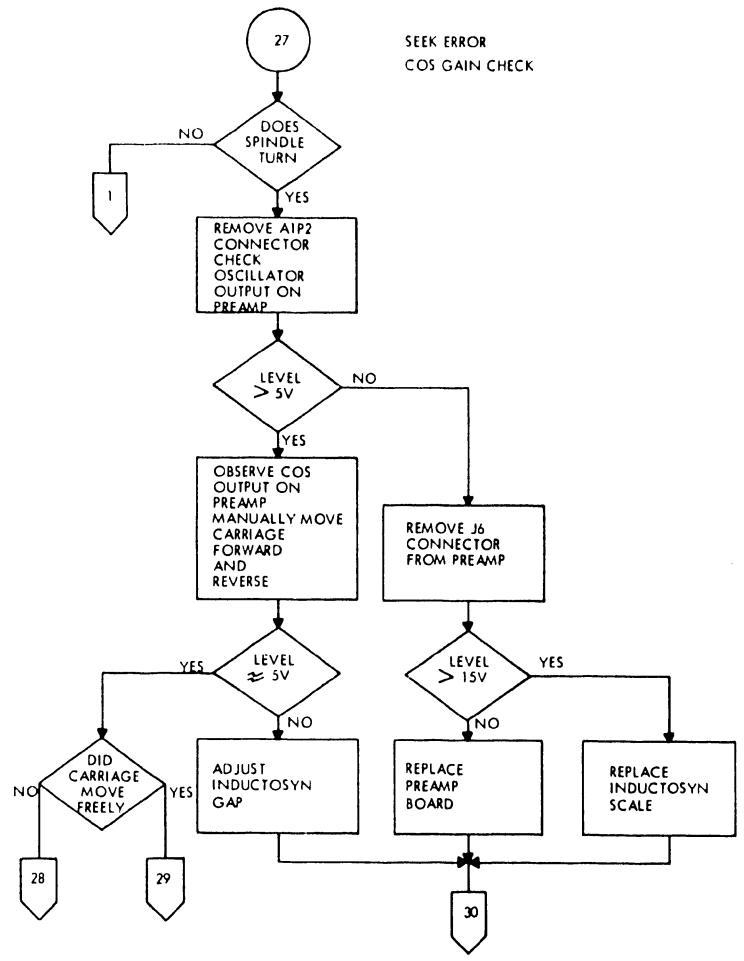 27
SEEK ERROR
COS GAIN CHECK
DOES
SPINDLE
TURN
NO
1
YES
REMOVE A1P2
CONNECTOR
CHECK
OSCILLATOR
OUTPUT ON
PREAMP
LEVEL
> 5V
NO
YES
OBSERVE COS
OUTPUT ON
PREAMP
MANUALLY MOVE
CARRIAGE
FORWARD
AND
REVERSE
REMOVE J6
CONNECTOR
FROM PREAMP
LEVEL
≈ 5V
YES
NO
LEVEL
> 15V
YES
NO
DID
CARRIAGE
MOVE
FREELY
NO
YES
ADJUST
INDUCTOSYN
GAP
REPLACE
PREAMP
BOARD
REPLACE
INDUCTOSYN
SCALE
28
29
30